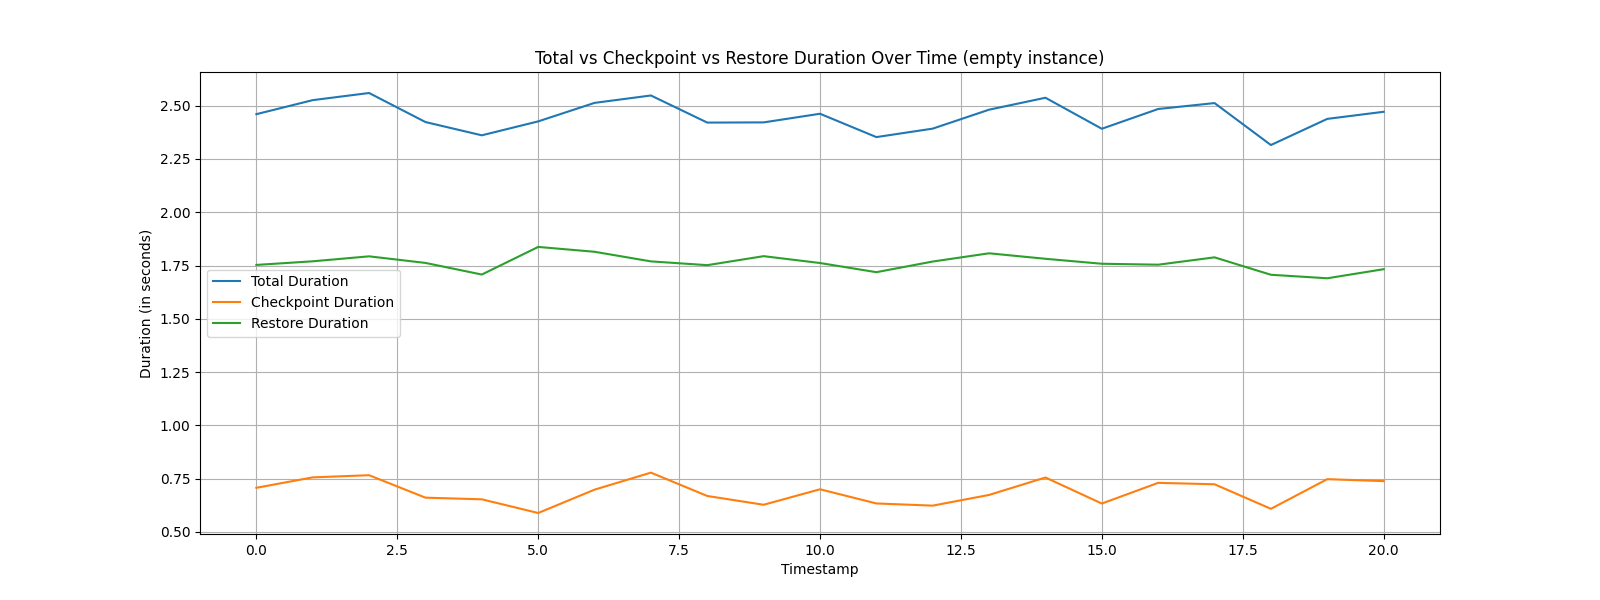 Total vs Checkpoint vs Restore Duration Over Time (empty instance)
Duration (in seconds)
2.50
2.25
2.00
1.75
1.50
1.25
1.00
0.75
0.50
Total Duration
Checkpoint Duration
Restore Duration
0.0 2.5 5.0 7.5 10.0 12.5 15.0 17.5 20.0
Timestamp